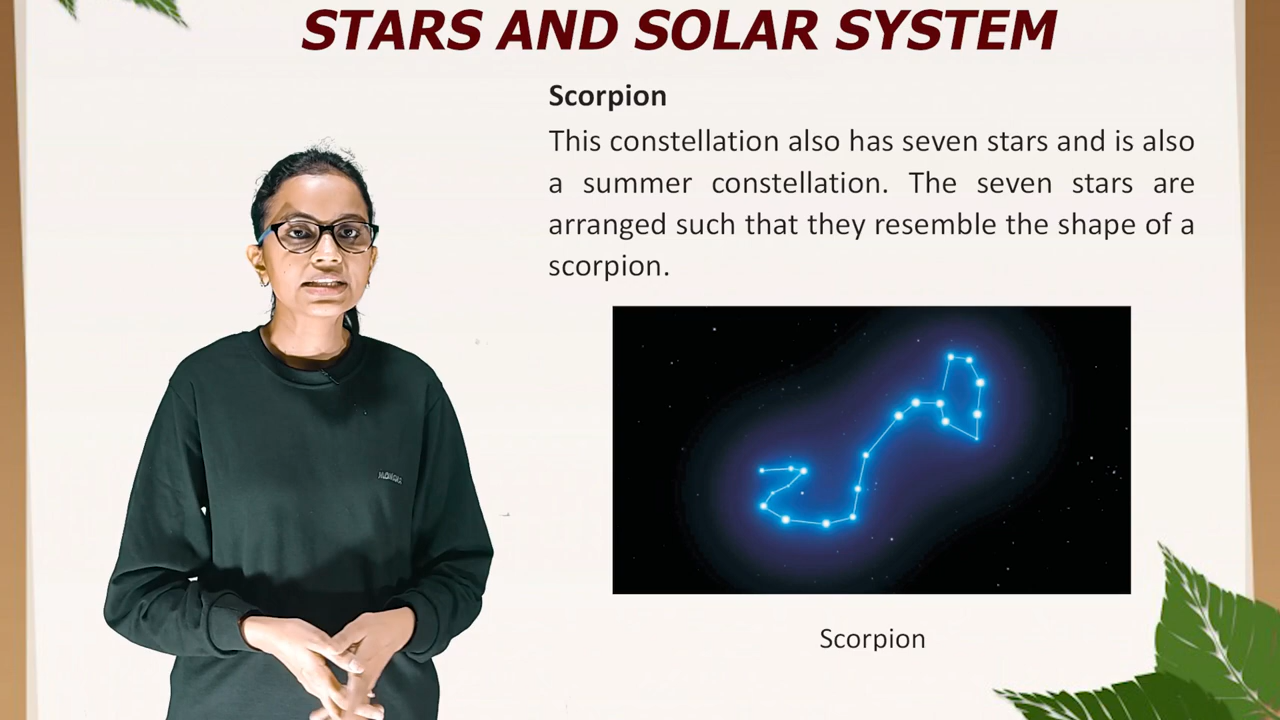 STARS AND SOLAR SYSTEM
Scorpion
This constellation also has seven stars and is also
a summer constellation. The seven stars are
arranged such that they resemble the shape of a
scorpion.
Scorpion